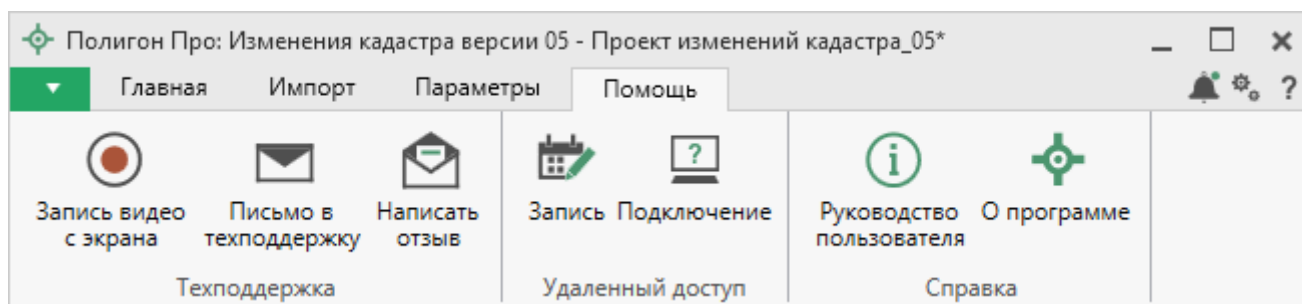 Полигон Про: Изменения кадастра версии 05 - Проект изменений кадастра_05*
Главная Импорт Параметры Помощь
?
Запись видео с экрана
Письмо в техподдержку
Написать отзыв
Запись
?
Подключение
i
Руководство пользователя
О программе
Техподдержка Удаленный доступ Справка